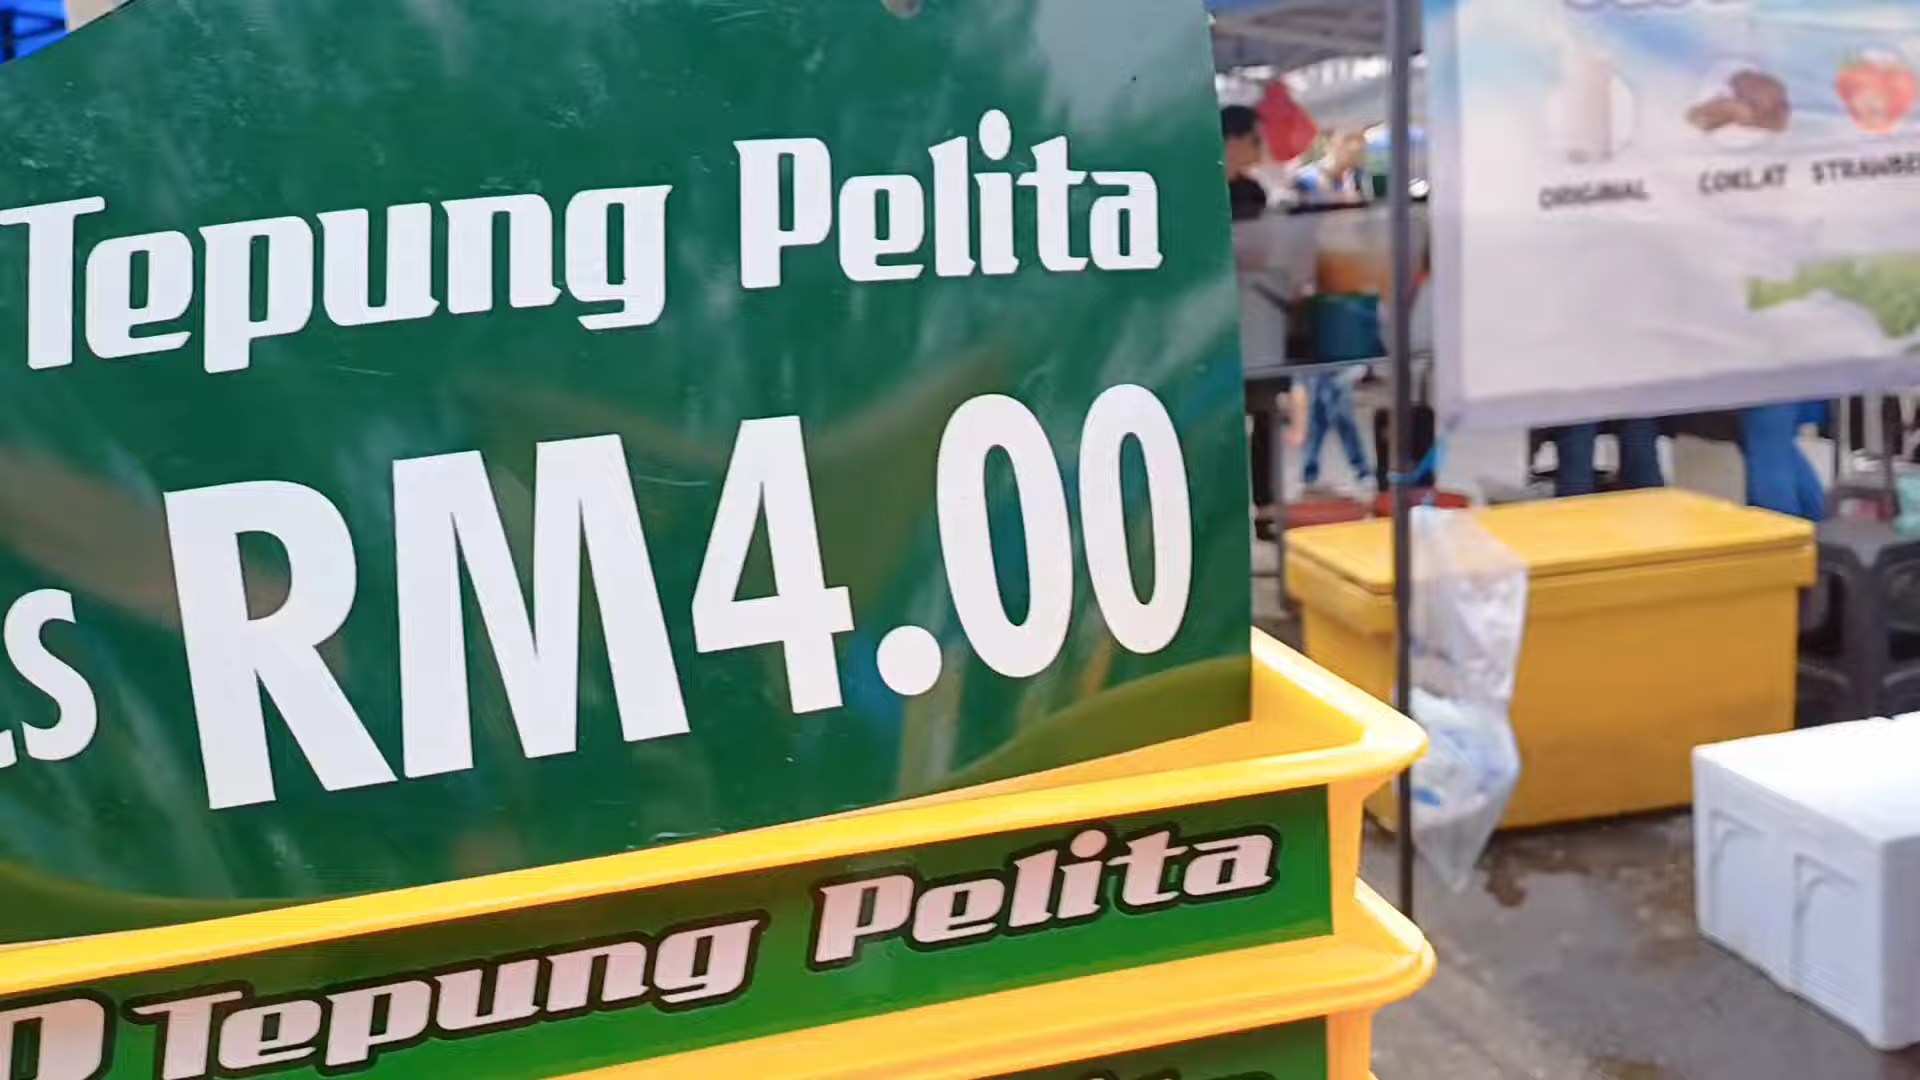 Tepung Pelita
RM4.00
Tepung Pelita
ORIGINAL
COKLAT